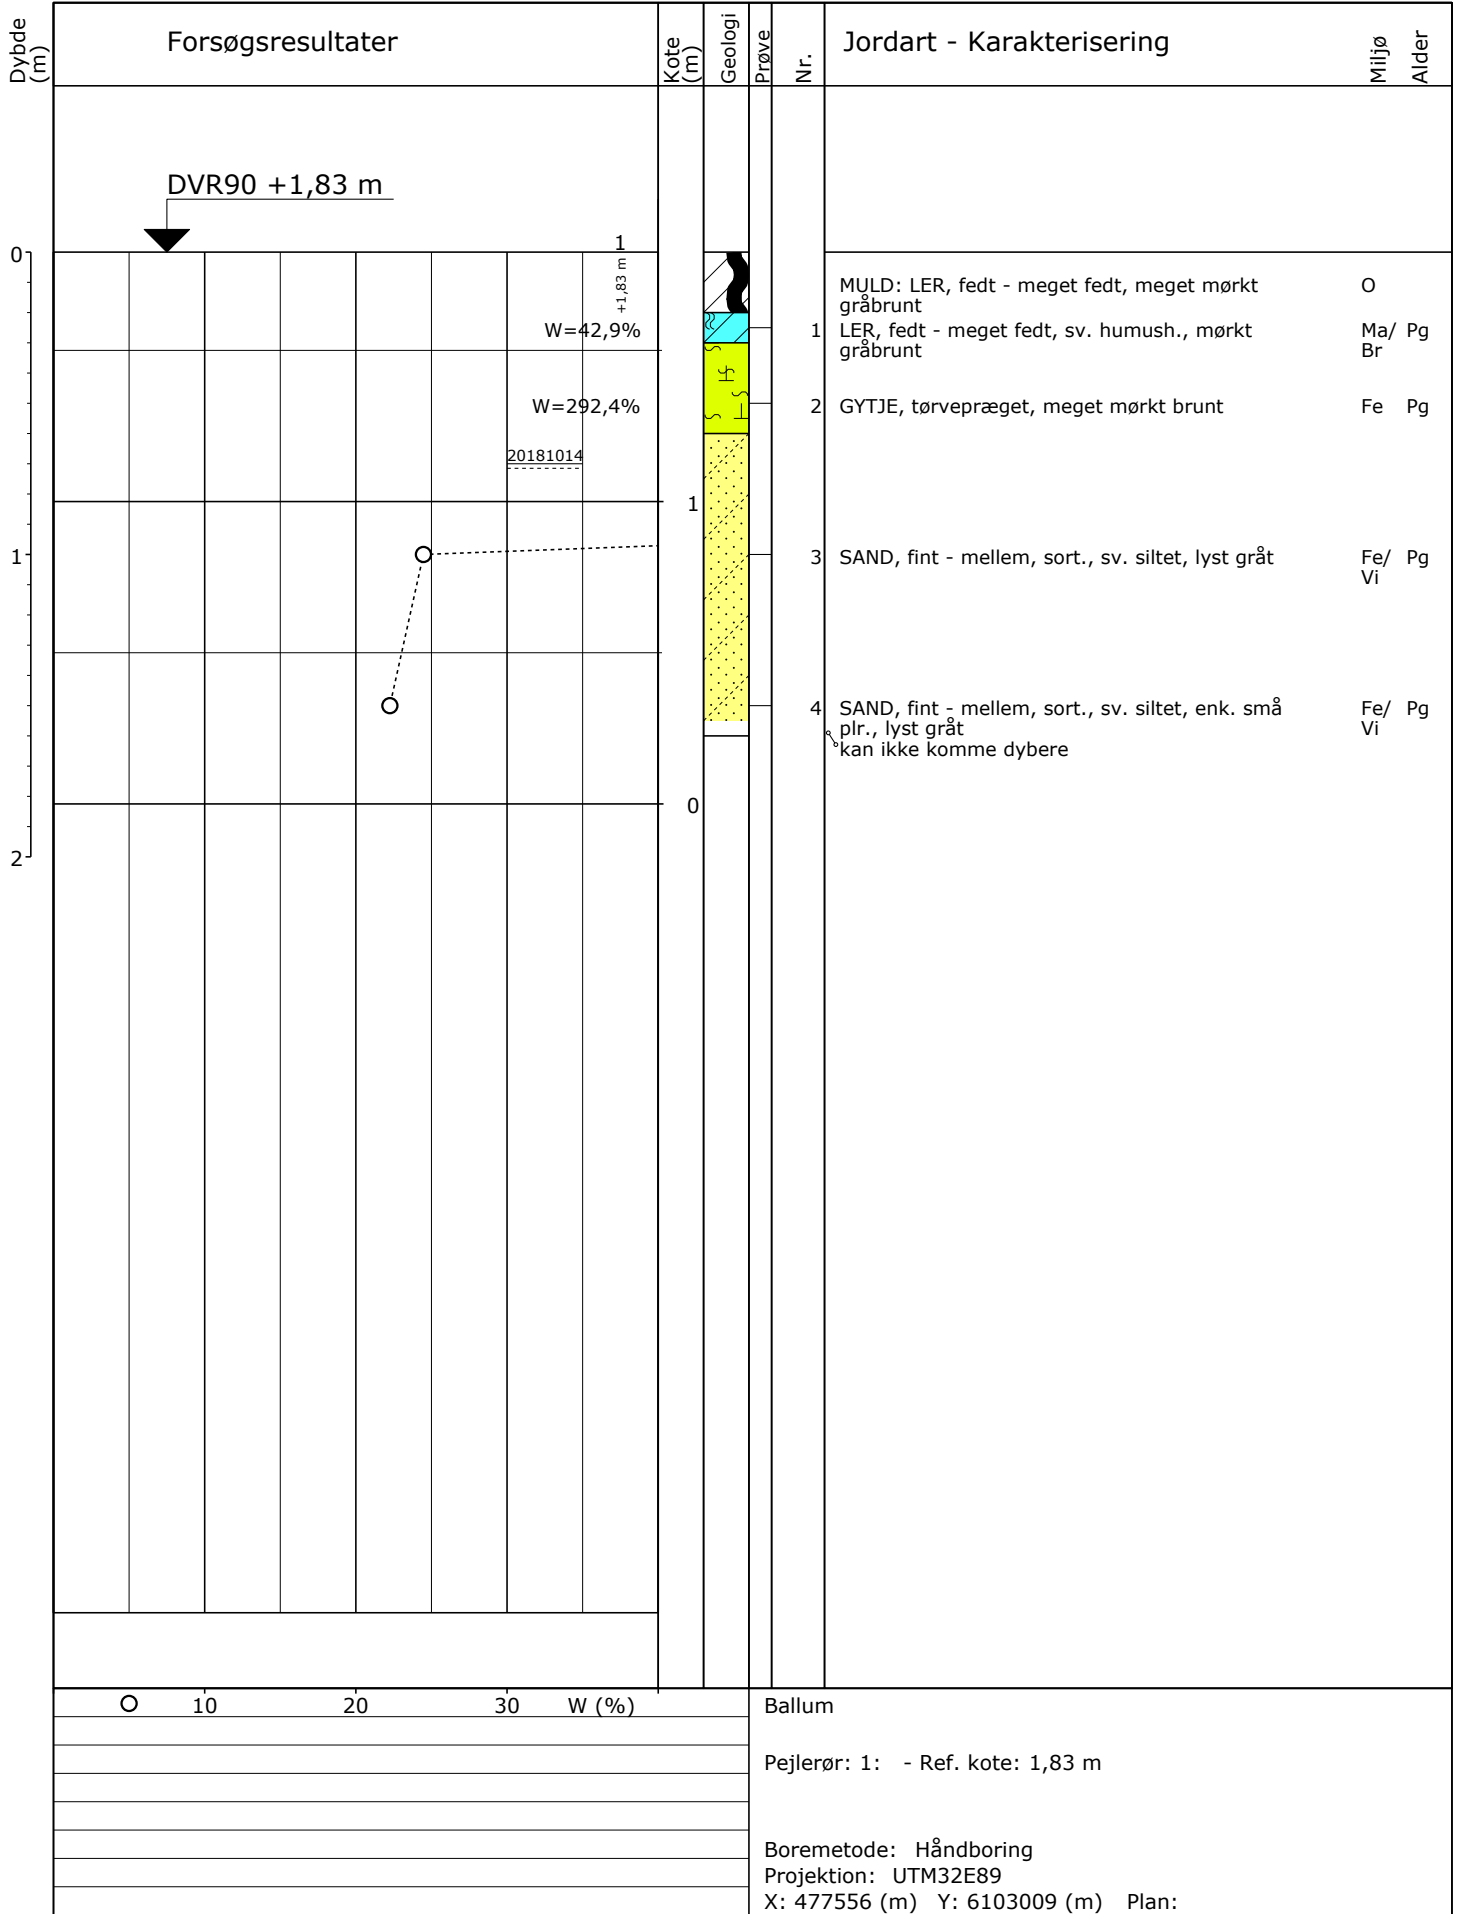 Dybde (m)
Forsøgsresultater
Kote (m)
Geologi
Prøve
Nr.
Jordart - Karakterisering
Miljø
Alder
DVR90 +1,83 m
0
1
+1,83 m
MULD: LER, fedt - meget fedt, meget mørkt O
gråbrunt
W=42,9% 1 LER, fedt - meget fedt, sv. humush., mørkt Ma/ Pg
gråbrunt Br
W=292,4% 2 GYTJE, tørvepræget, meget mørkt brunt Fe Pg
20181014
1
1 3 SAND, fint - mellem, sort., sv. siltet, lyst gråt Fe/ Pg
Vi
4 SAND, fint - mellem, sort., sv. siltet, enk. små Fe/ Pg
plr., lyst gråt Vi
kan ikke komme dybere
0
2
10 20 30 W (%)
Ballum
Pejlerør: 1: - Ref. kote: 1,83 m
Boremetode: Håndboring
Projektion: UTM32E89
X: 477556 (m) Y: 6103009 (m) Plan: